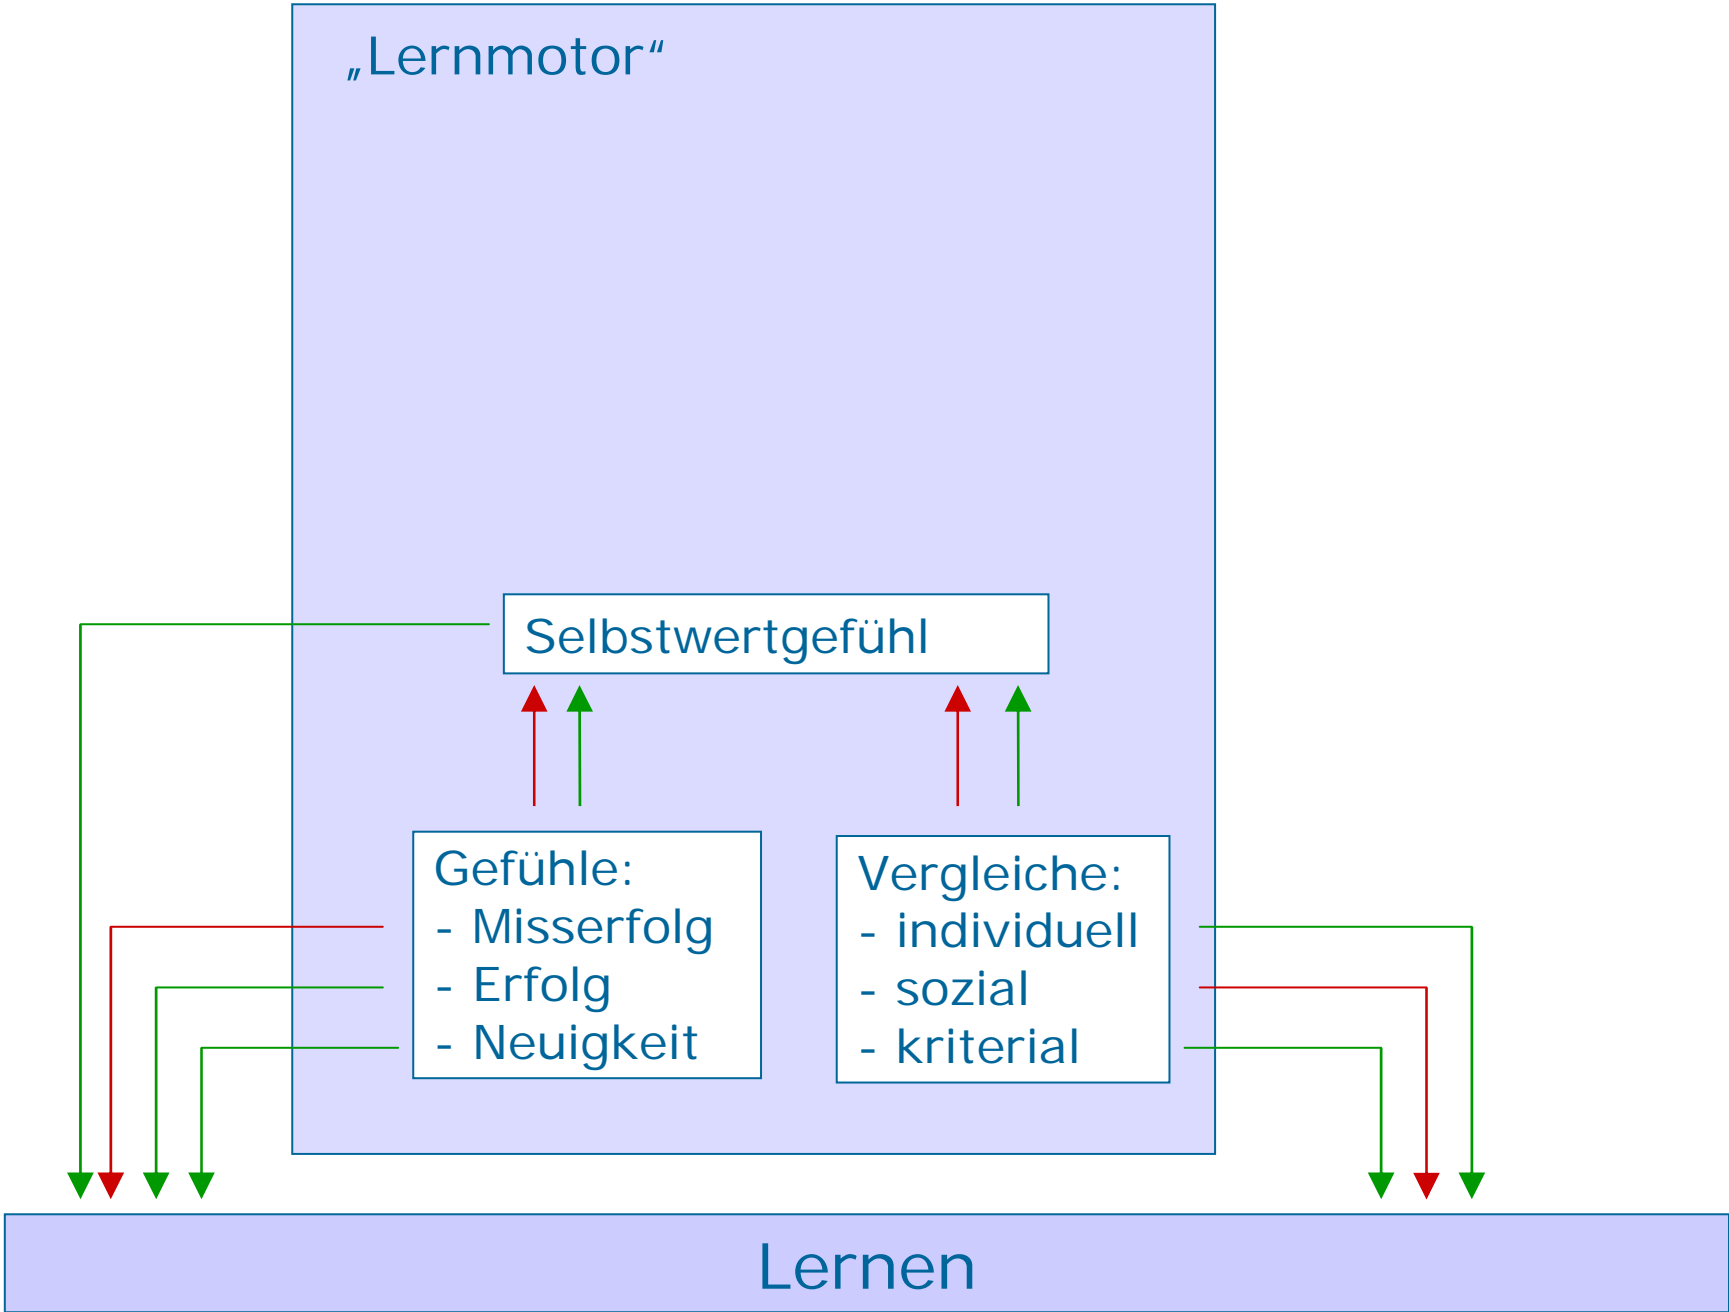 „Lernmotor“
Selbstwertgefühl
Gefühle:
- Misserfolg
- Erfolg
- Neuigkeit
Vergleiche:
- individuell
- sozial
- kriterial
Lernen